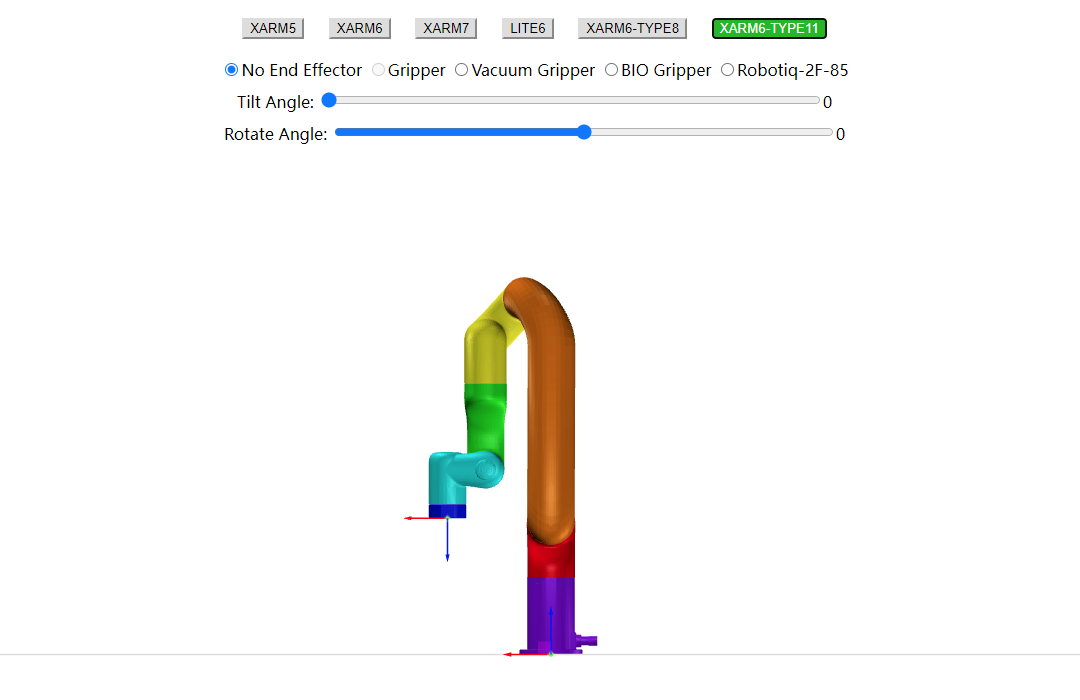 XARM5 XARM6 XARM7 LITE6 XARM6-TYPE8 XARM6-TYPE11
No End Effector Gripper Vacuum Gripper BIO Gripper Robotiq-2F-85
Tilt Angle: 0
Rotate Angle: 0